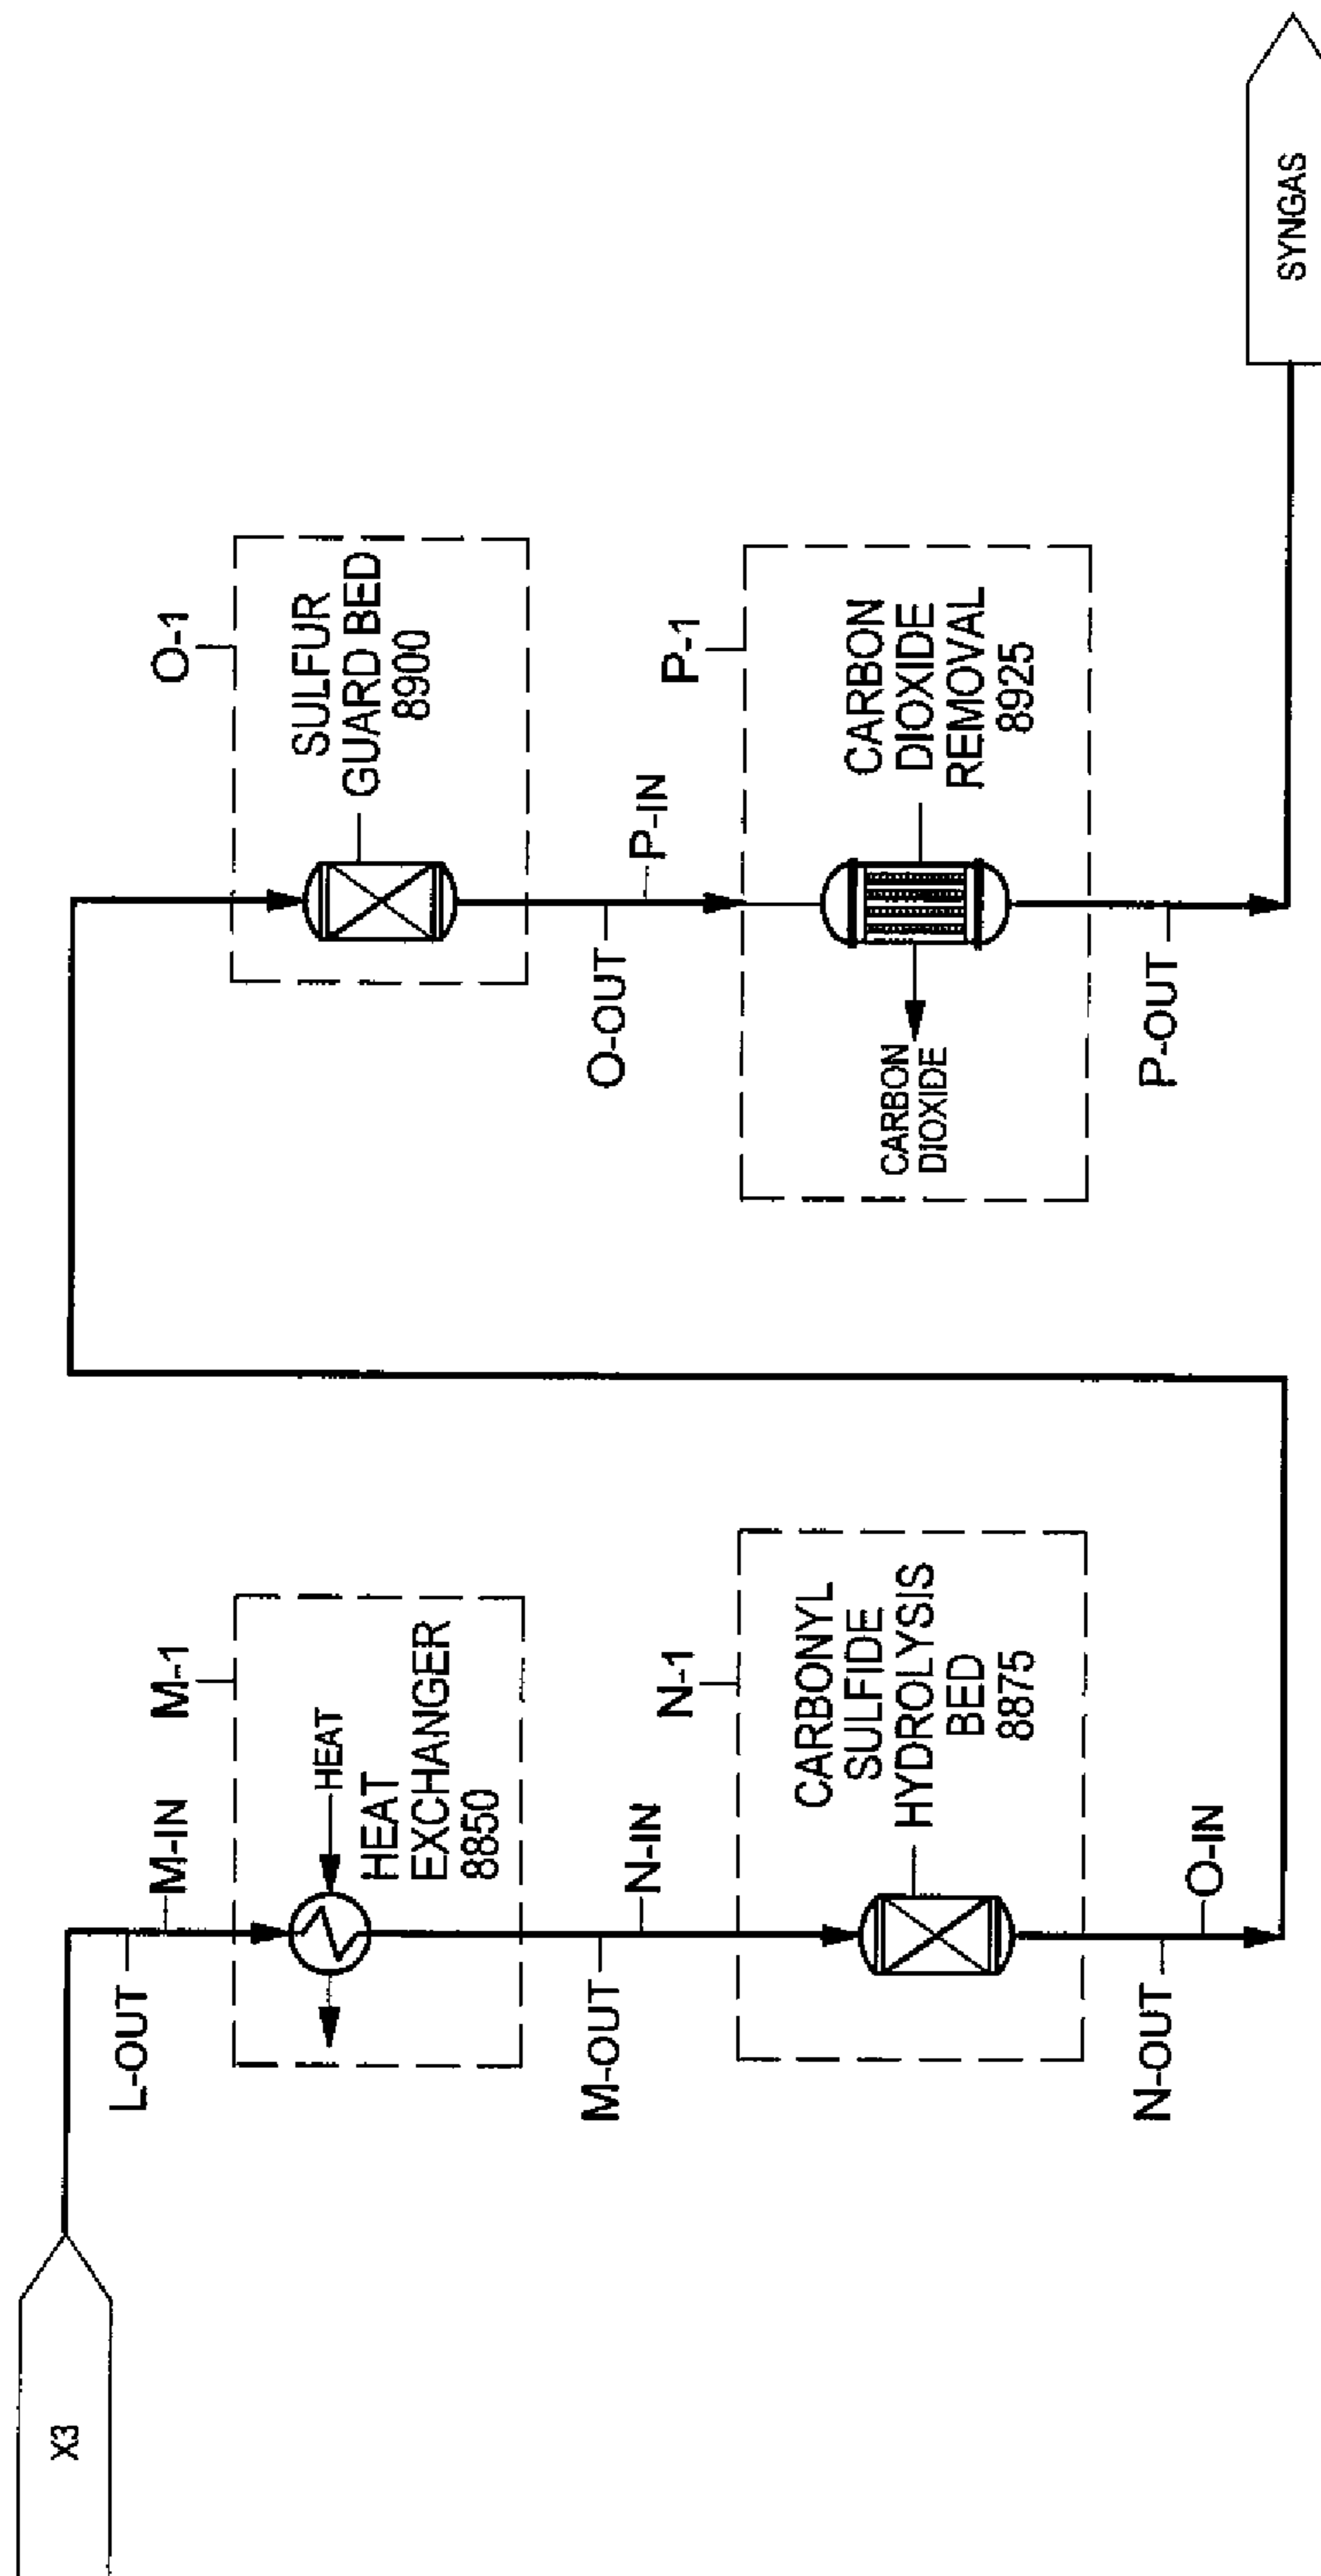 X3
L-OUT
M-IN
M-1
HEAT
HEAT
EXCHANGER
8850
M-OUT
N-IN
N-1
CARBONYL
SULFIDE
HYDROLYSIS
BED
8875
N-OUT
O-IN
O-1
SULFUR
GUARD BED
8900
O-OUT
P-IN
P-1
CARBON
DIOXIDE
REMOVAL
8925
CARBON
DIOXIDE
P-OUT
SYNGAS